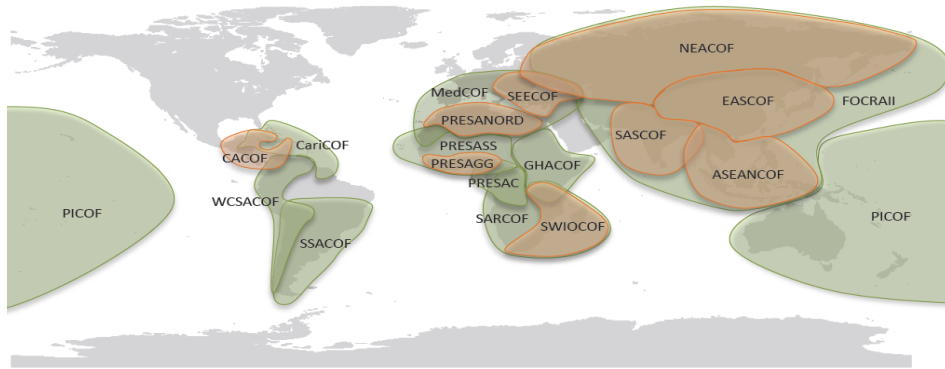 NEACOF
MedCOF
SEECOF
EASCOF
FOCRAII
PRESANORD
SASCOF
CariCOF
PRESASS
CACOF
PRESAGG
GHACOF
ASEANCOF
PRESAC
WCSACOF
PICOF
SARCOF
SWIOCOF
PICOF
SSACOF